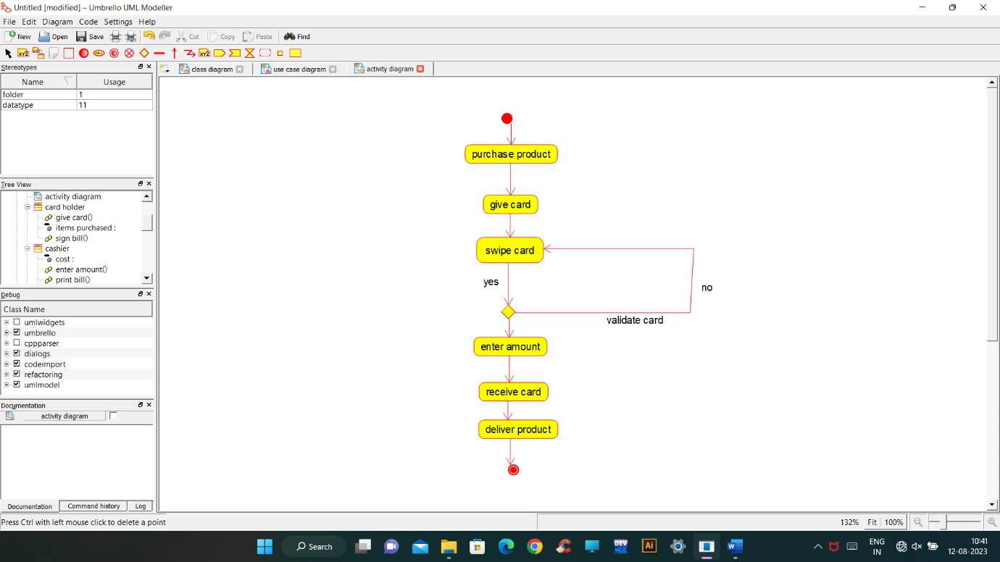 Untitled [modified] – Umbrello UML Modeller
File Edit Diagram Code Settings Help
New Open Save Cut Copy Paste Find
XYZ ABC XYZ
Stereotypes
Name Usage
folder 1
datatype 11
Tree View
activity diagram
card holder
give card()
items purchased :
sign bill()
cashier
cost :
enter amount()
print bill()
Debug
Class Name
umlwidgets
umbrello
cppparser
dialogs
codeimport
refactoring
umlmodel
Documentation
activity diagram
Documentation Command history Log
class diagram use case diagram activity diagram
purchase product
give card
swipe card
yes
no
validate card
enter amount
receive card
deliver product
Press Ctrl with left mouse click to delete a point
132% Fit 100%
Search
DEV
Ai
W
ENG
IN
10:41
12-08-2023